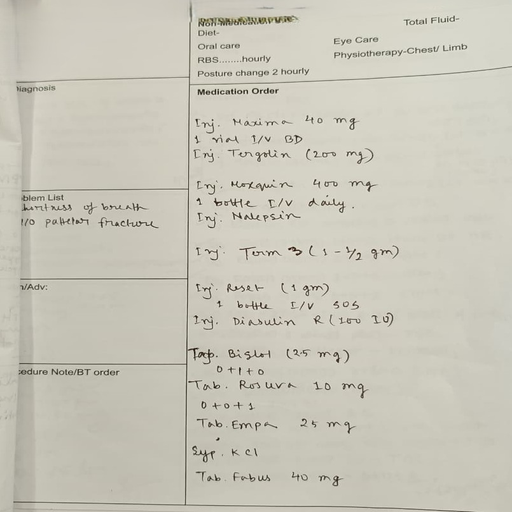 Total Fluid-
Diet-
Oral care
Eye Care
RBS........hourly
Physiotherapy-Chest/ Limb
Posture change 2 hourly
iagnosis
Medication Order
Inj. Maxima 40 mg
1 vial I/V BD
Inj. Tergolin (200 mg)
Inj. Moxquin 400 mg
blem List
1 bottle I/V daily.
shortness of breath
Inj. Nalepsin
H/O patellar fracture
Inj. Term 3 (1-1/2 gm)
n/Adv:
Inj. Reset (1 gm)
1 bottle I/V SOS
Inj. Diasulin R (100 IU)
Tab. Bislol (2.5 mg)
0+1+0
cedure Note/BT order
Tab. Rosuva 10 mg
0+0+1
Tab. Empa 25 mg
Syp. KCl
Tab. Fabus 40 mg